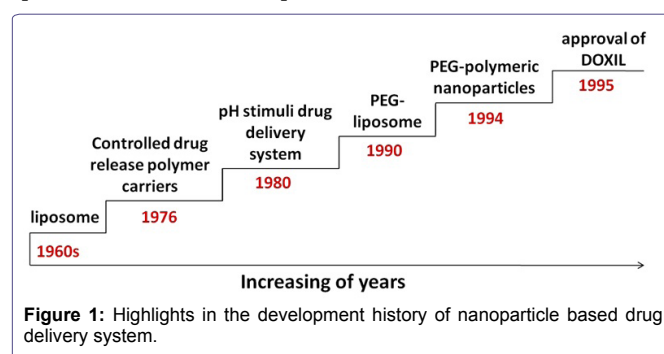 liposome
1960s
Controlled drug
release polymer
carriers
1976
pH stimuli drug
delivery
system
1980
PEG-
liposome
1990
PEG-polymeric
nanoparticles
1994
approval of
DOXIL
1995
Increasing of years
Figure 1: Highlights in the development history of nanoparticle based drug
delivery system.